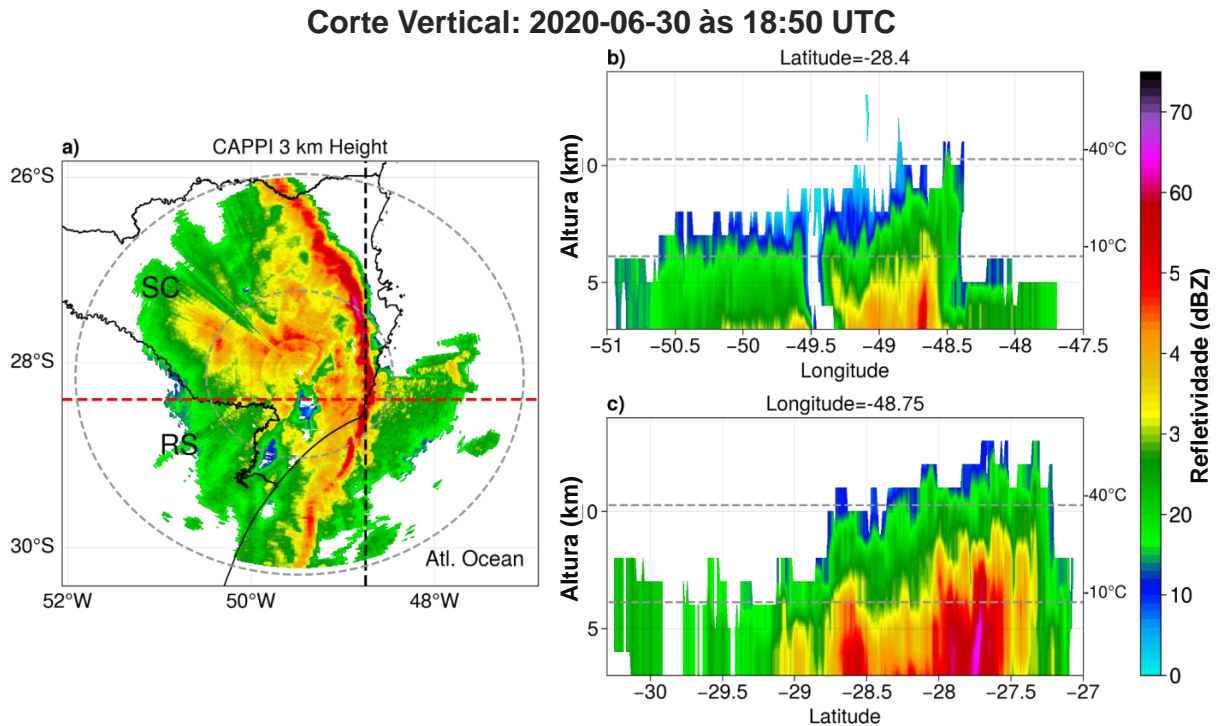 Corte Vertical: 2020-06-30 às 18:50 UTC
a)
CAPPI 3 km Height
26°S
28°S
30°S
52°W
50°W
48°W
SC
RS
Atl. Ocean
b)
Latitude=-28.4
Altura (km)
0
5
-40°C
-10°C
−51
−50.5
−50
−49.5
−49
−48.5
−48
−47.5
Longitude
c)
Longitude=-48.75
Altura (km)
0
5
-40°C
-10°C
−30
−29.5
−29
−28.5
−28
−27.5
−27
Latitude
70
60
5
4
3
20
10
0
Refletividade (dBZ)